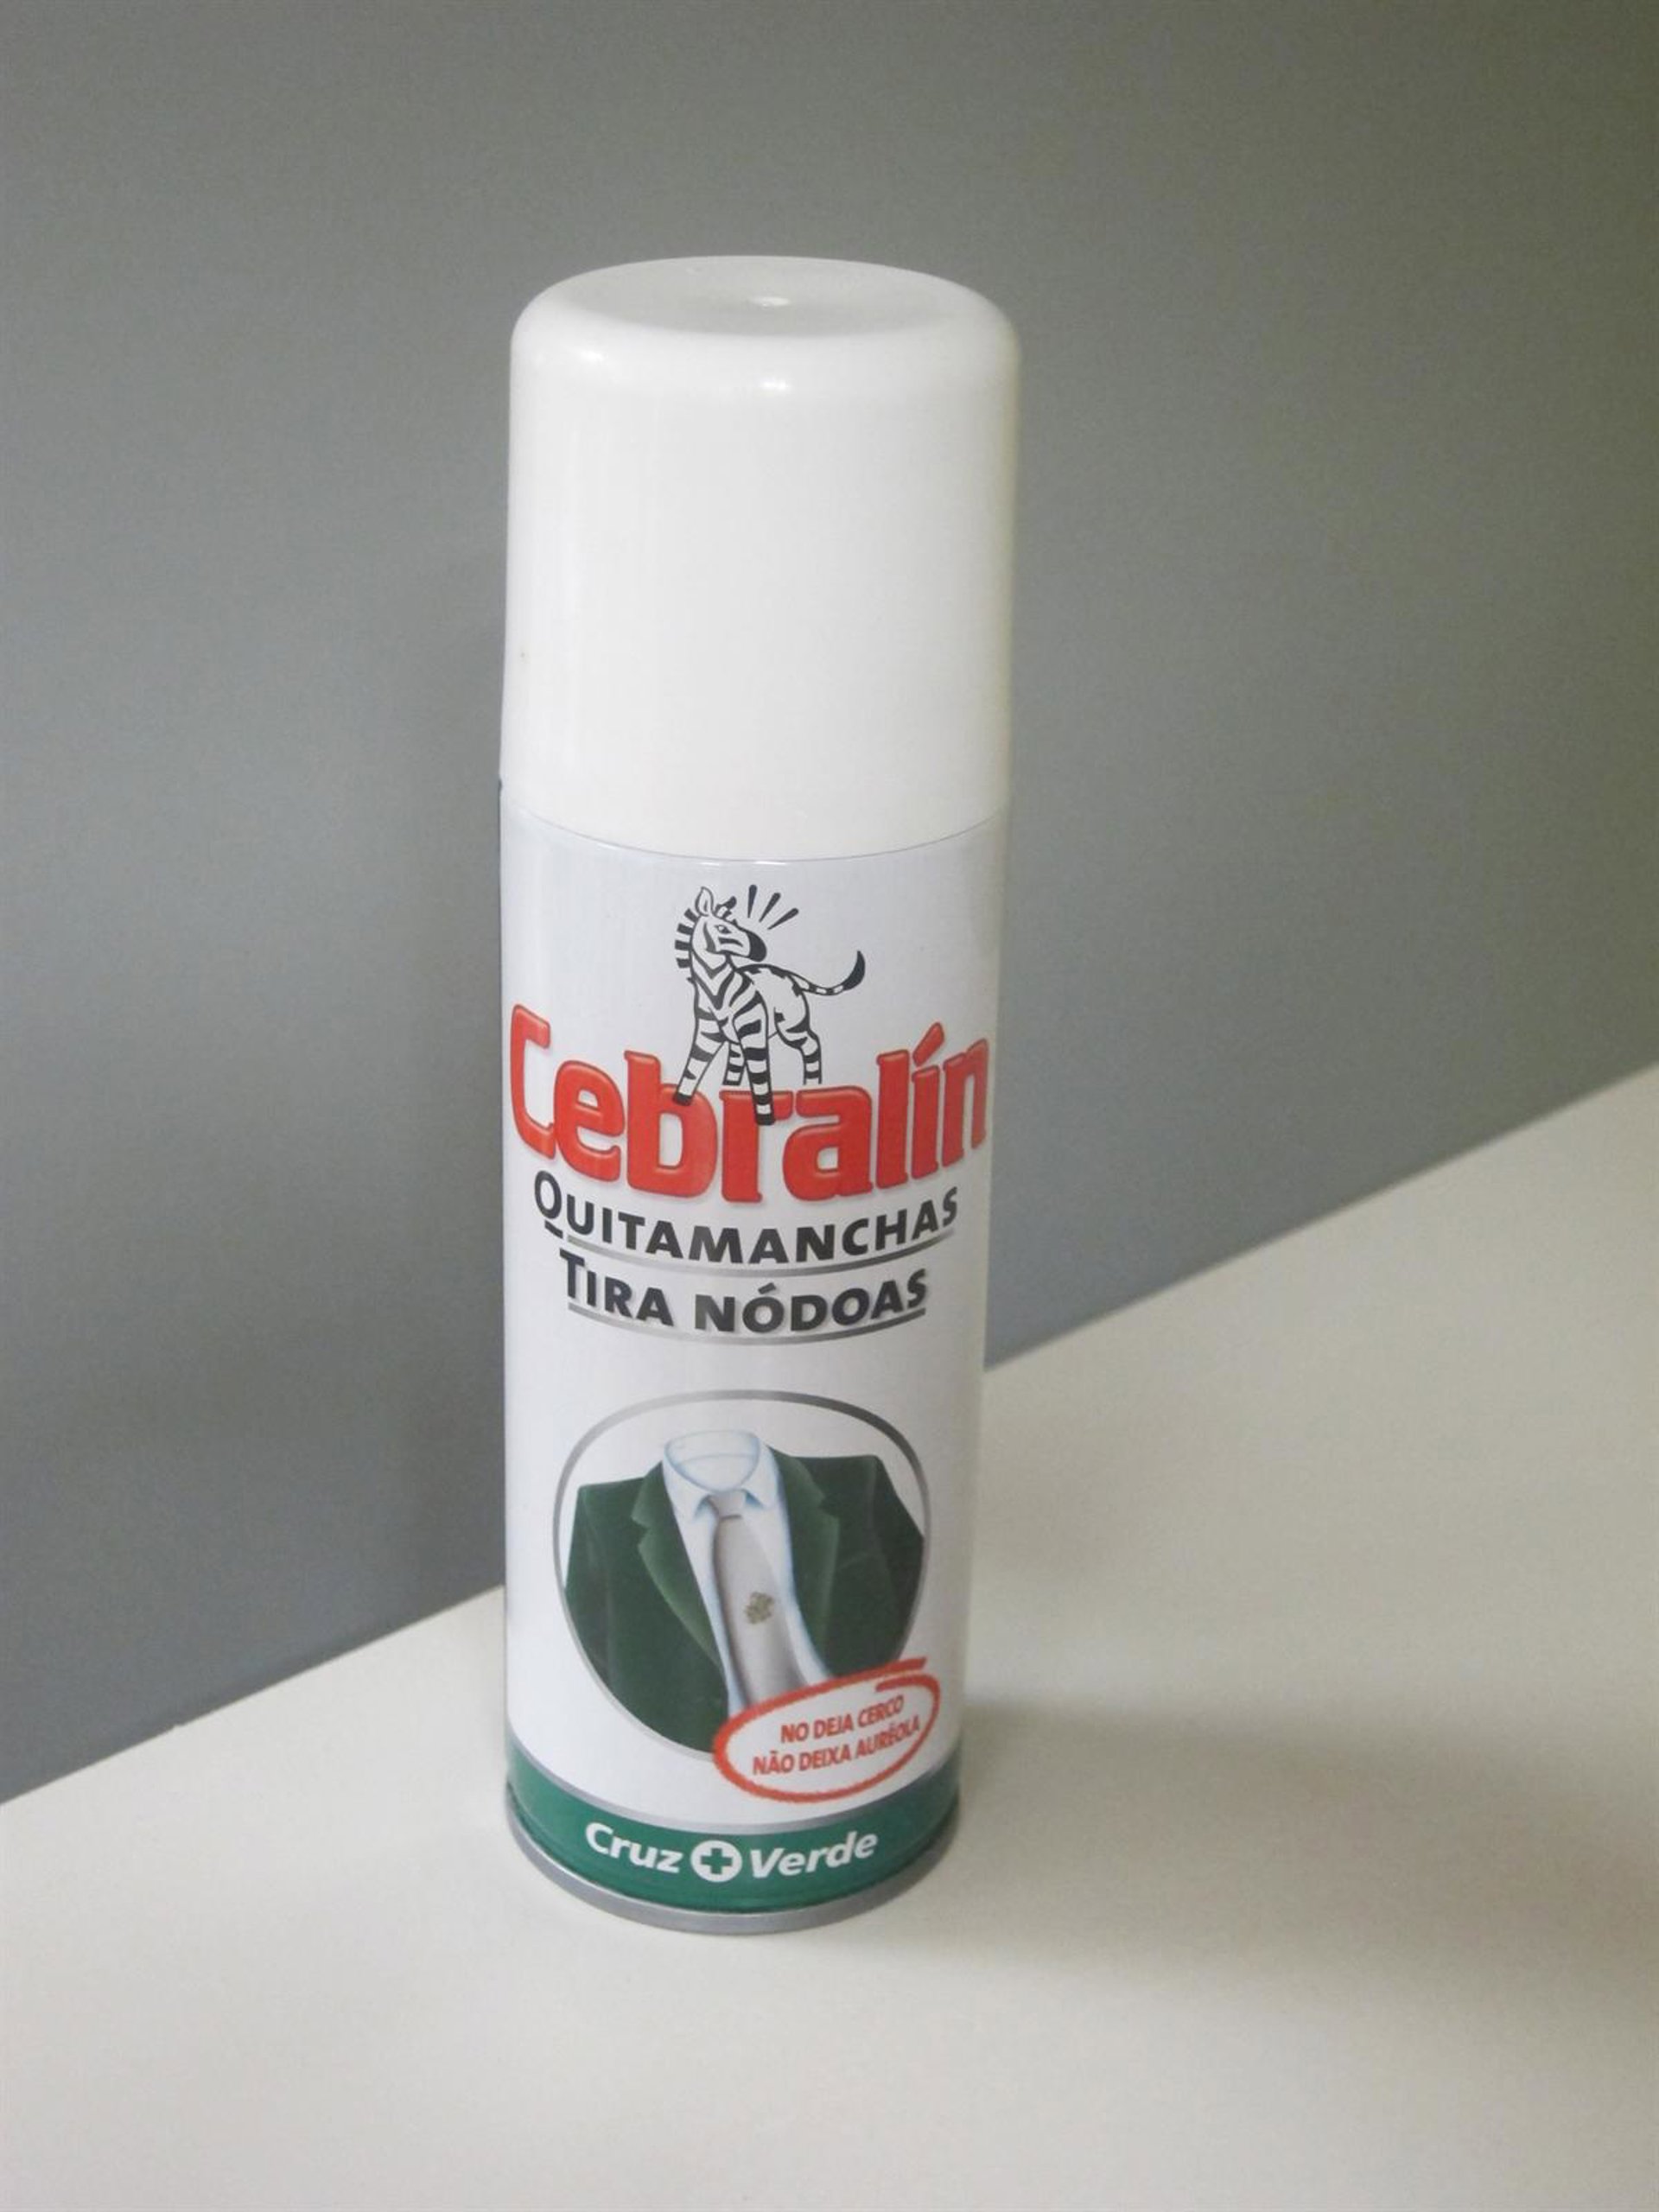 Cebralín
QUITAMANCHAS
TIRA NÓDOAS
NO DEJA CERCO
NÃO DEIXA AURÉOLA
Cruz Verde